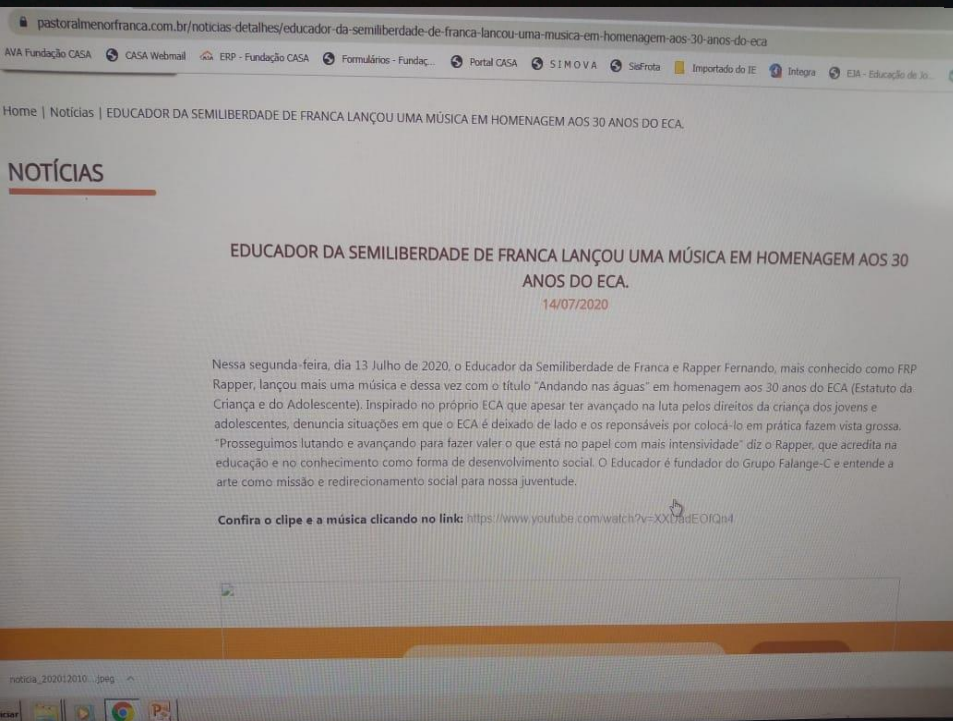 pastoralmenorfranca.com.br/noticias-detalhes/educador-da-semiliberdade-de-franca-lancou-uma-musica-em-homenagem-aos-30-anos-do-eca
AVA Fundação CASA CASA Webmail ERP - Fundação CASA Formulários - Fundaç... Portal CASA S I M O V A SisFrota Importado do IE Integra EJA - Educação de Jo...
Home | Notícias | EDUCADOR DA SEMILIBERDADE DE FRANCA LANÇOU UMA MÚSICA EM HOMENAGEM AOS 30 ANOS DO ECA.
NOTÍCIAS
EDUCADOR DA SEMILIBERDADE DE FRANCA LANÇOU UMA MÚSICA EM HOMENAGEM AOS 30
ANOS DO ECA.
14/07/2020
Nessa segunda-feira, dia 13 Julho de 2020, o Educador da Semiliberdade de Franca e Rapper Fernando, mais conhecido como FRP
Rapper, lançou mais uma música e dessa vez com o título "Andando nas águas" em homenagem aos 30 anos do ECA (Estatuto da
Criança e do Adolescente). Inspirado no próprio ECA que apesar ter avançado na luta pelos direitos da criança dos jovens e
adolescentes, denuncia situações em que o ECA é deixado de lado e os reponsáveis por colocá-lo em prática fazem vista grossa.
"Prosseguimos lutando e avançando para fazer valer o que está no papel com mais intensividade" diz o Rapper, que acredita na
educação e no conhecimento como forma de desenvolvimento social. O Educador é fundador do Grupo Falange-C e entende a
arte como missão e redirecionamento social para nossa juventude.
Confira o clipe e a música clicando no link:
noticia_202012010....jpeg